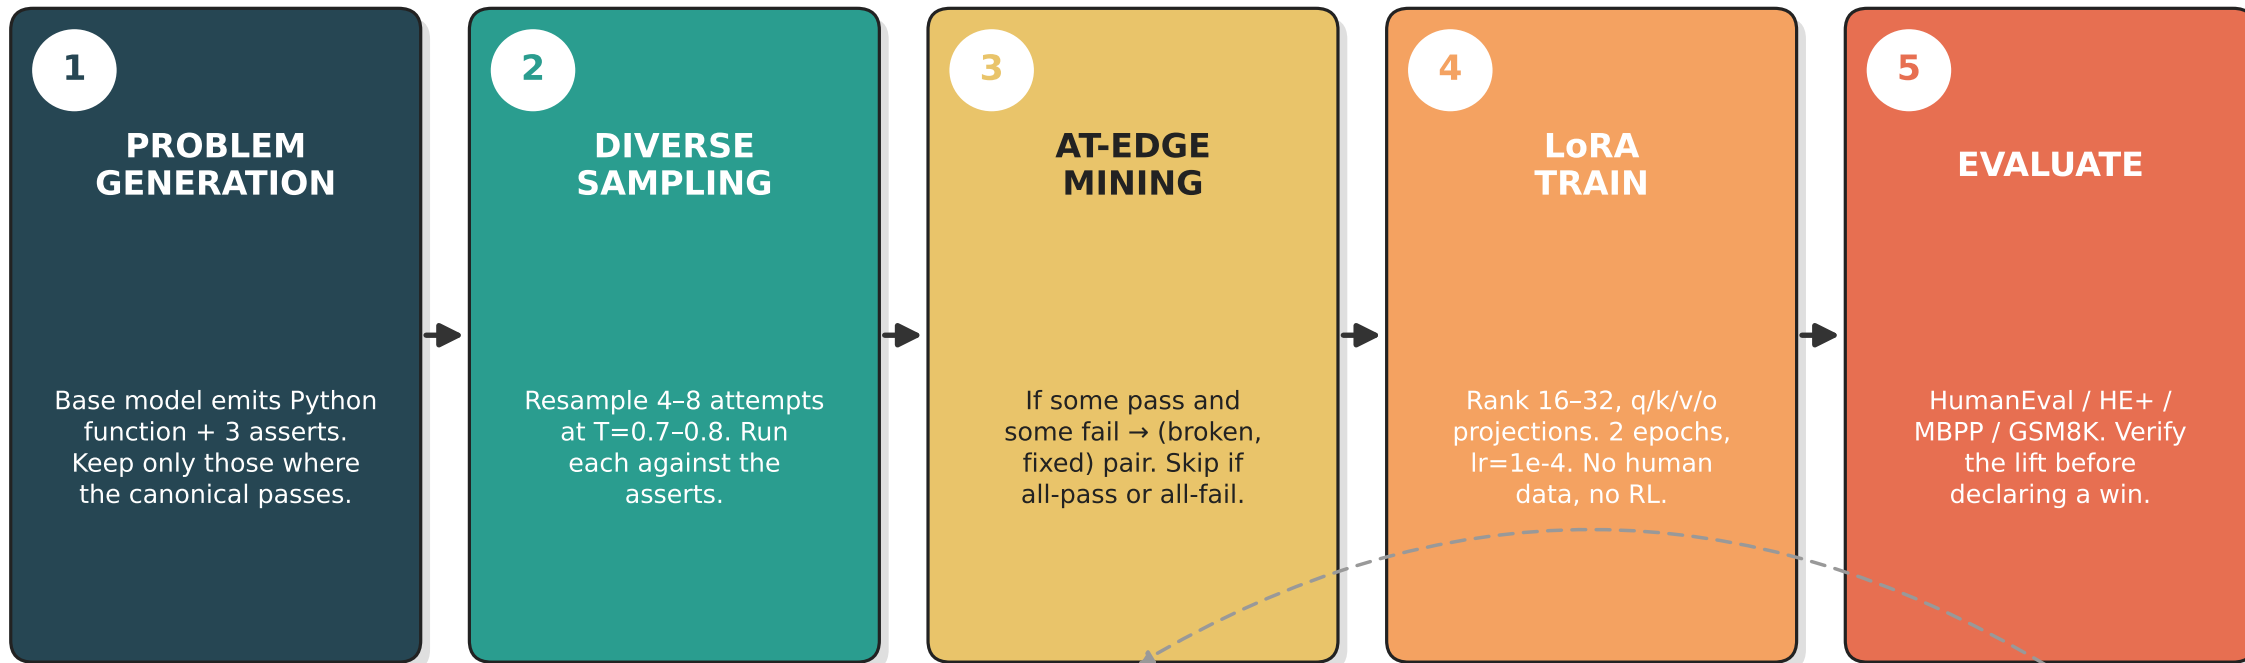 1
PROBLEM
GENERATION
Base model emits Python
function + 3 asserts.
Keep only those where
the canonical passes.
2
DIVERSE
SAMPLING
Resample 4–8 attempts
at T=0.7–0.8. Run
each against the
asserts.
3
AT-EDGE
MINING
If some pass and
some fail → (broken,
fixed) pair. Skip if
all-pass or all-fail.
4
LoRA
TRAIN
Rank 16–32, q/k/v/o
projections. 2 epochs,
lr=1e-4. No human
data, no RL.
5
EVALUATE
HumanEval / HE+ /
MBPP / GSM8K. Verify
the lift before
declaring a win.